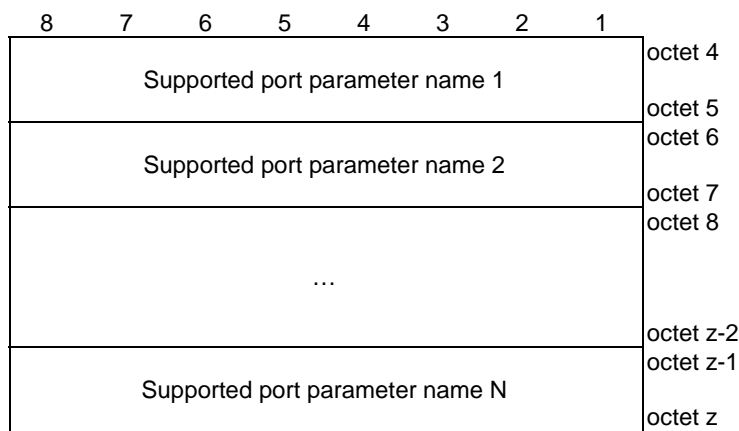 8 7 6 5 4 3 2 1
octet 4
Supported port parameter name 1
octet 5
octet 6
Supported port parameter name 2
octet 7
octet 8
…
octet z-2
octet z-1
Supported port parameter name N
octet z